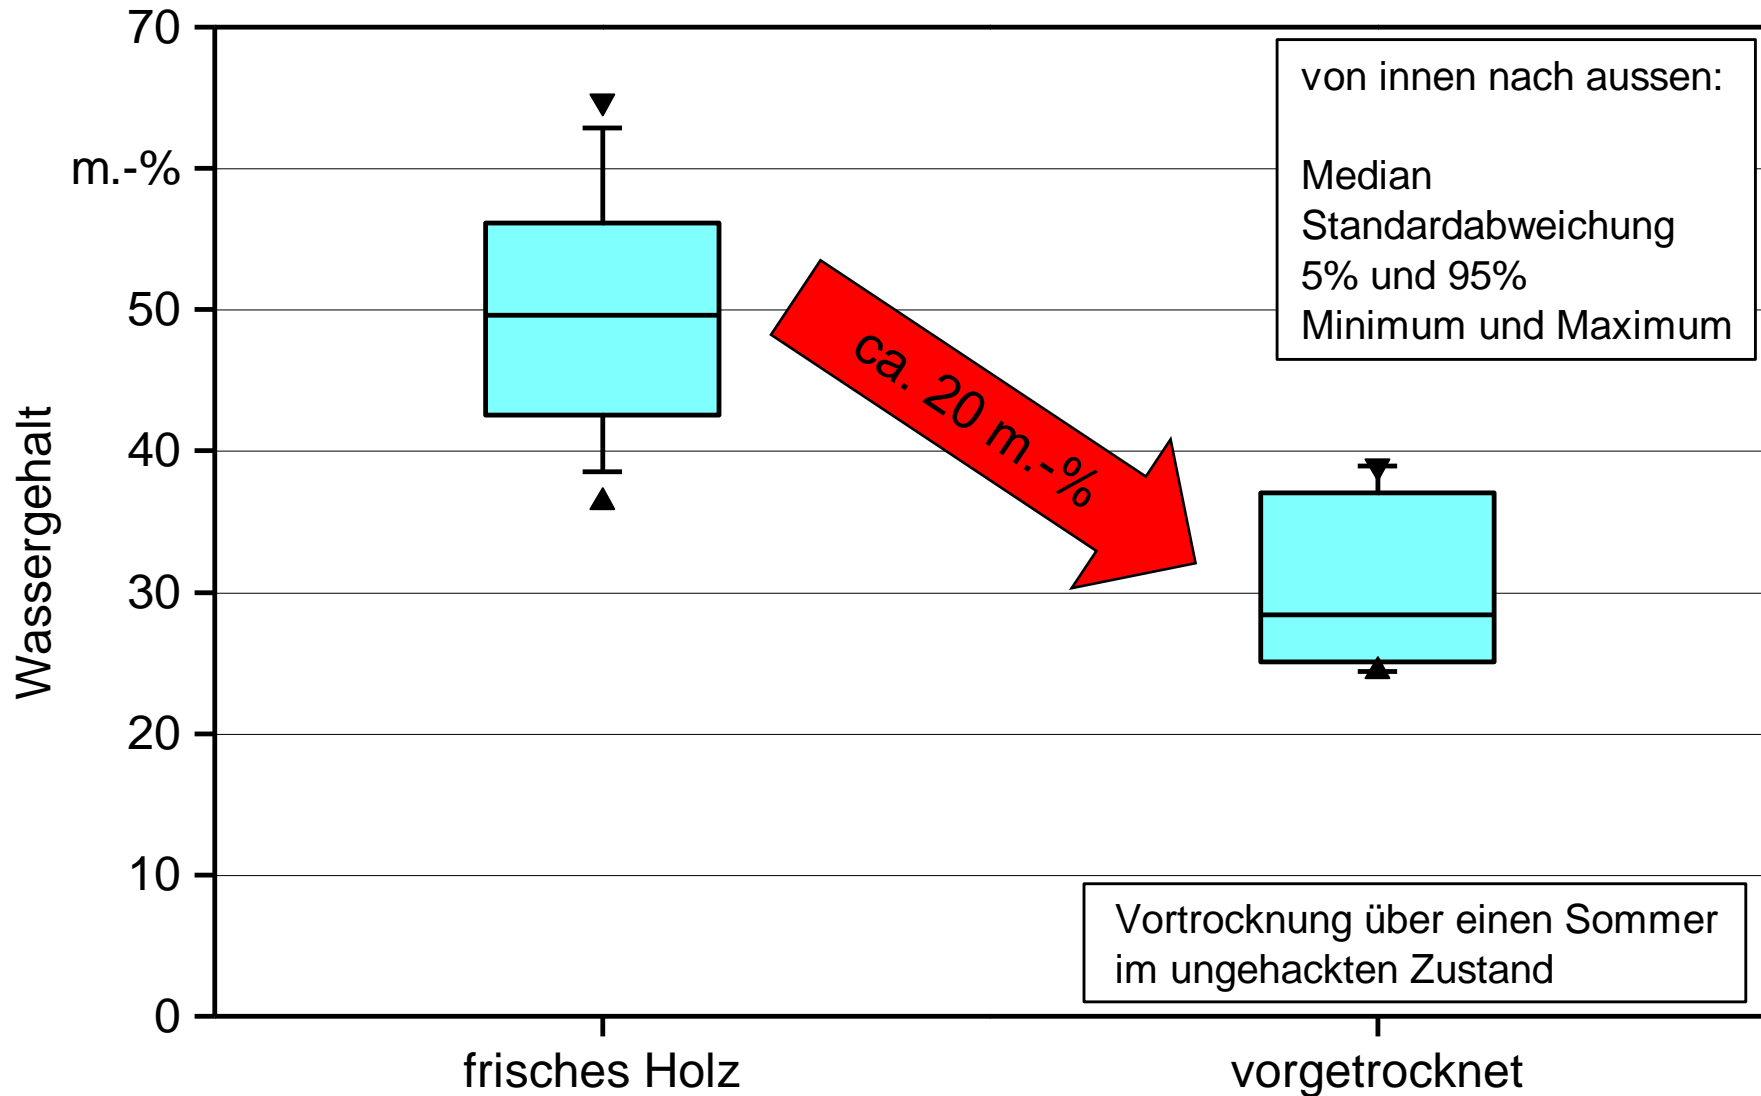 70
m.-%
50
40
30
20
10
0
Wassergehalt
von innen nach aussen:
Median
Standardabweichung
5% und 95%
Minimum und Maximum
ca. 20 m.-%
Vortrocknung über einen Sommer
im ungehackten Zustand
frisches Holz
vorgetrocknet